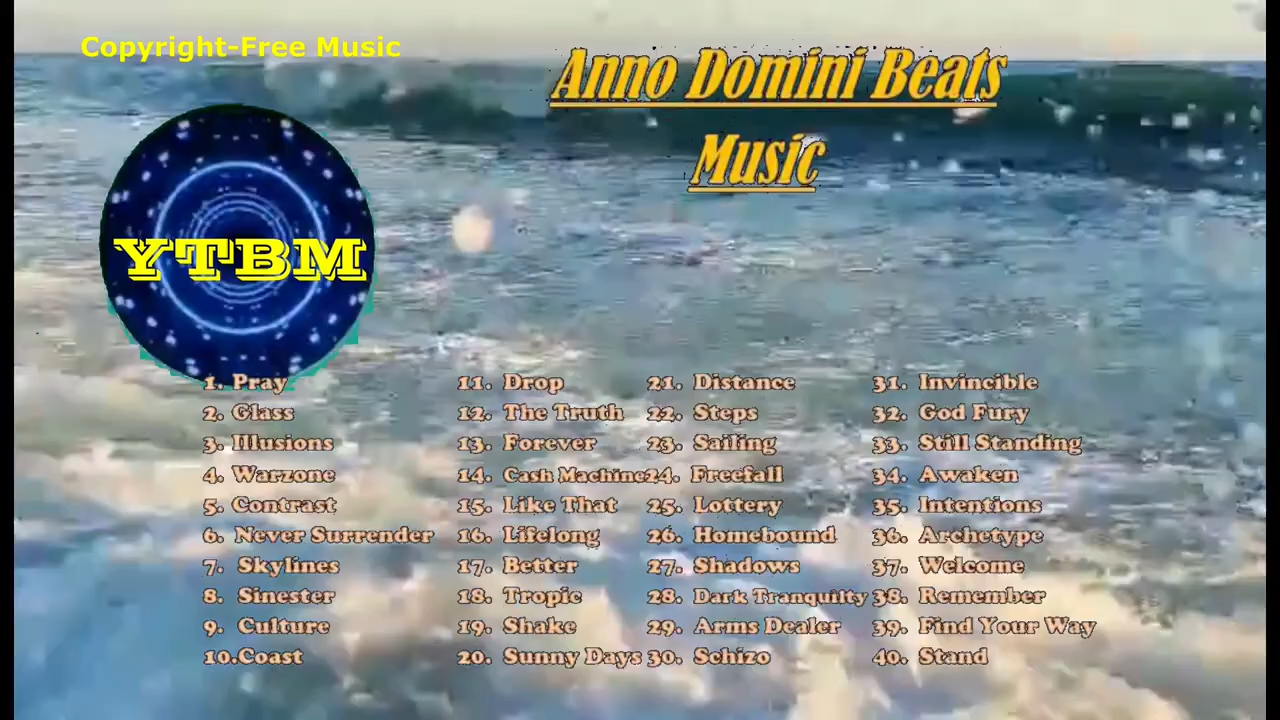 Copyright-Free Music
Anno Domini Beats
Music
YTBM
1. Pray
2. Glass
3. Illusions
4. Warzone
5. Contrast
6. Never Surrender
7. Skylines
8. Sinester
9. Culture
10.Coast
11. Drop
12. The Truth
13. Forever
14. Cash Machine
15. Like That
16. Lifelong
17. Better
18. Tropic
19. Shake
20. Sunny Days
21. Distance
22. Steps
23. Sailing
24. Freefall
25. Lottery
26. Homebound
27. Shadows
28. Dark Tranquilty
29. Arms Dealer
30. Schizo
31. Invincible
32. God Fury
33. Still Standing
34. Awaken
35. Intentions
36. Archetype
37. Welcome
38. Remember
39. Find Your Way
40. Stand